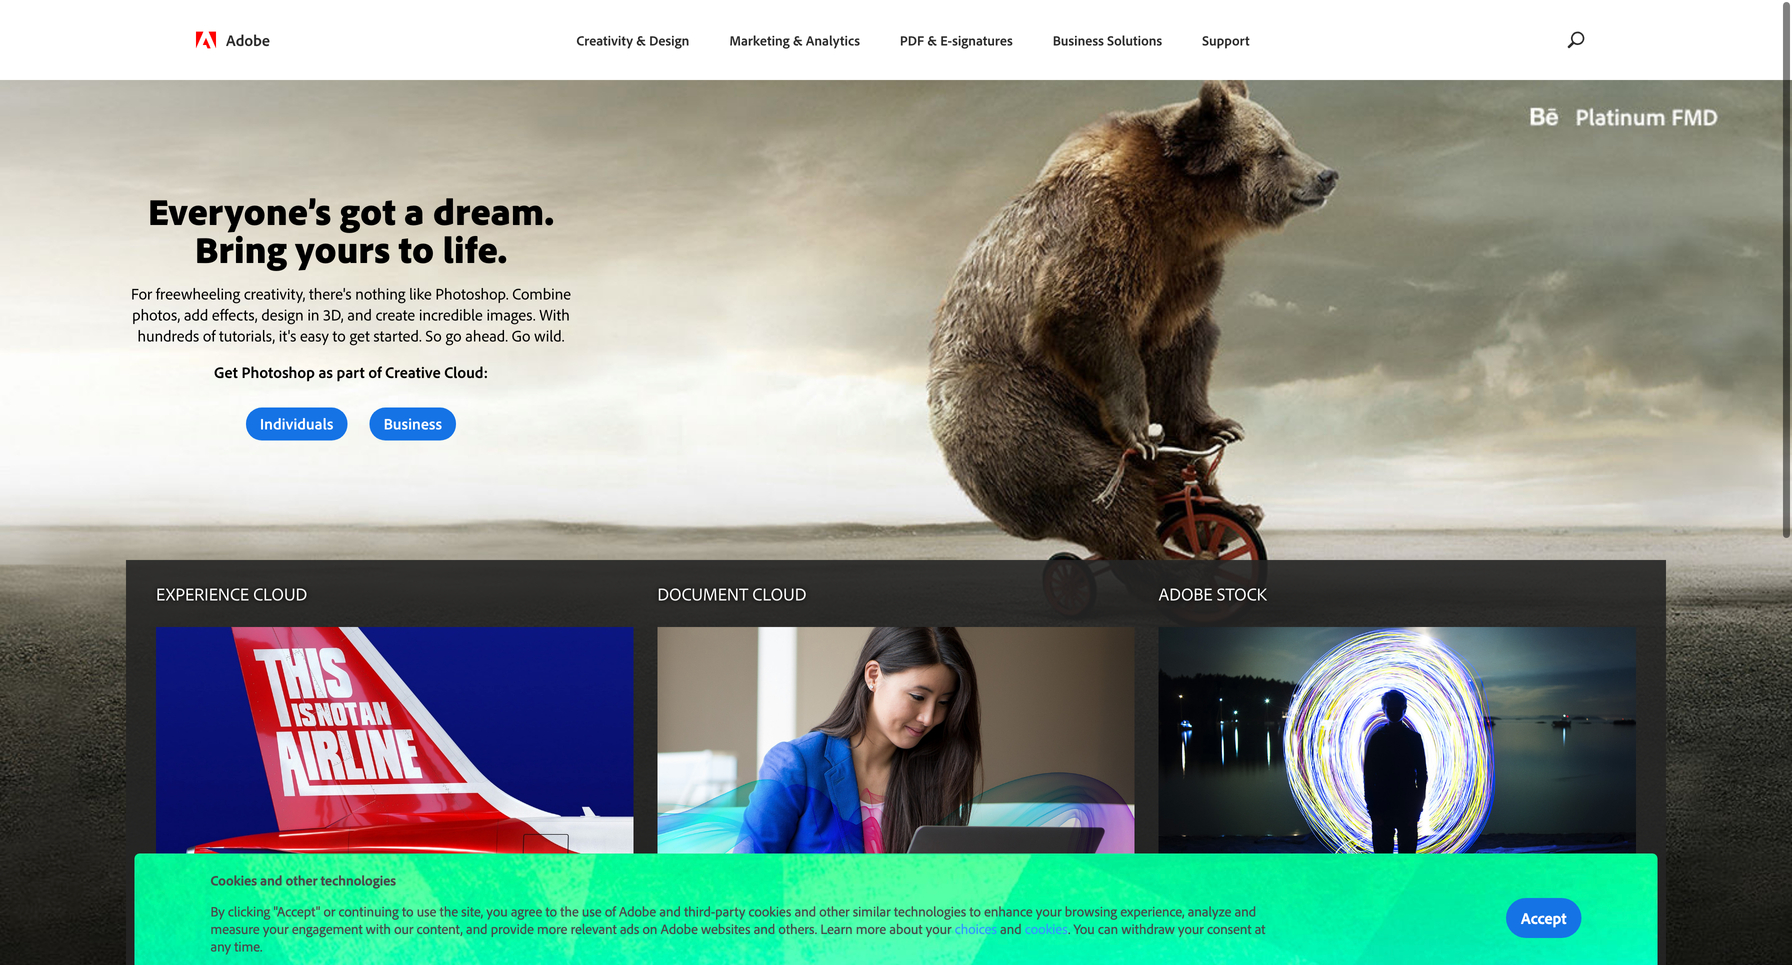 Adobe
Creativity & Design
Marketing & Analytics
PDF & E-signatures
Business Solutions
Support
Bē Platinum FMD
Everyone's got a dream.
Bring yours to life.
For freewheeling creativity, there's nothing like Photoshop. Combine
photos, add effects, design in 3D, and create incredible images. With
hundreds of tutorials, it's easy to get started. So go ahead. Go wild.
Get Photoshop as part of Creative Cloud:
Individuals
Business
EXPERIENCE CLOUD
DOCUMENT CLOUD
ADOBE STOCK
THIS
IS NOT AN
AIRLINE
Cookies and other technologies
By clicking "Accept" or continuing to use the site, you agree to the use of Adobe and third-party cookies and other similar technologies to enhance your browsing experience, analyze and
measure your engagement with our content, and provide more relevant ads on Adobe websites and others. Learn more about your choices and cookies. You can withdraw your consent at
any time.
Accept